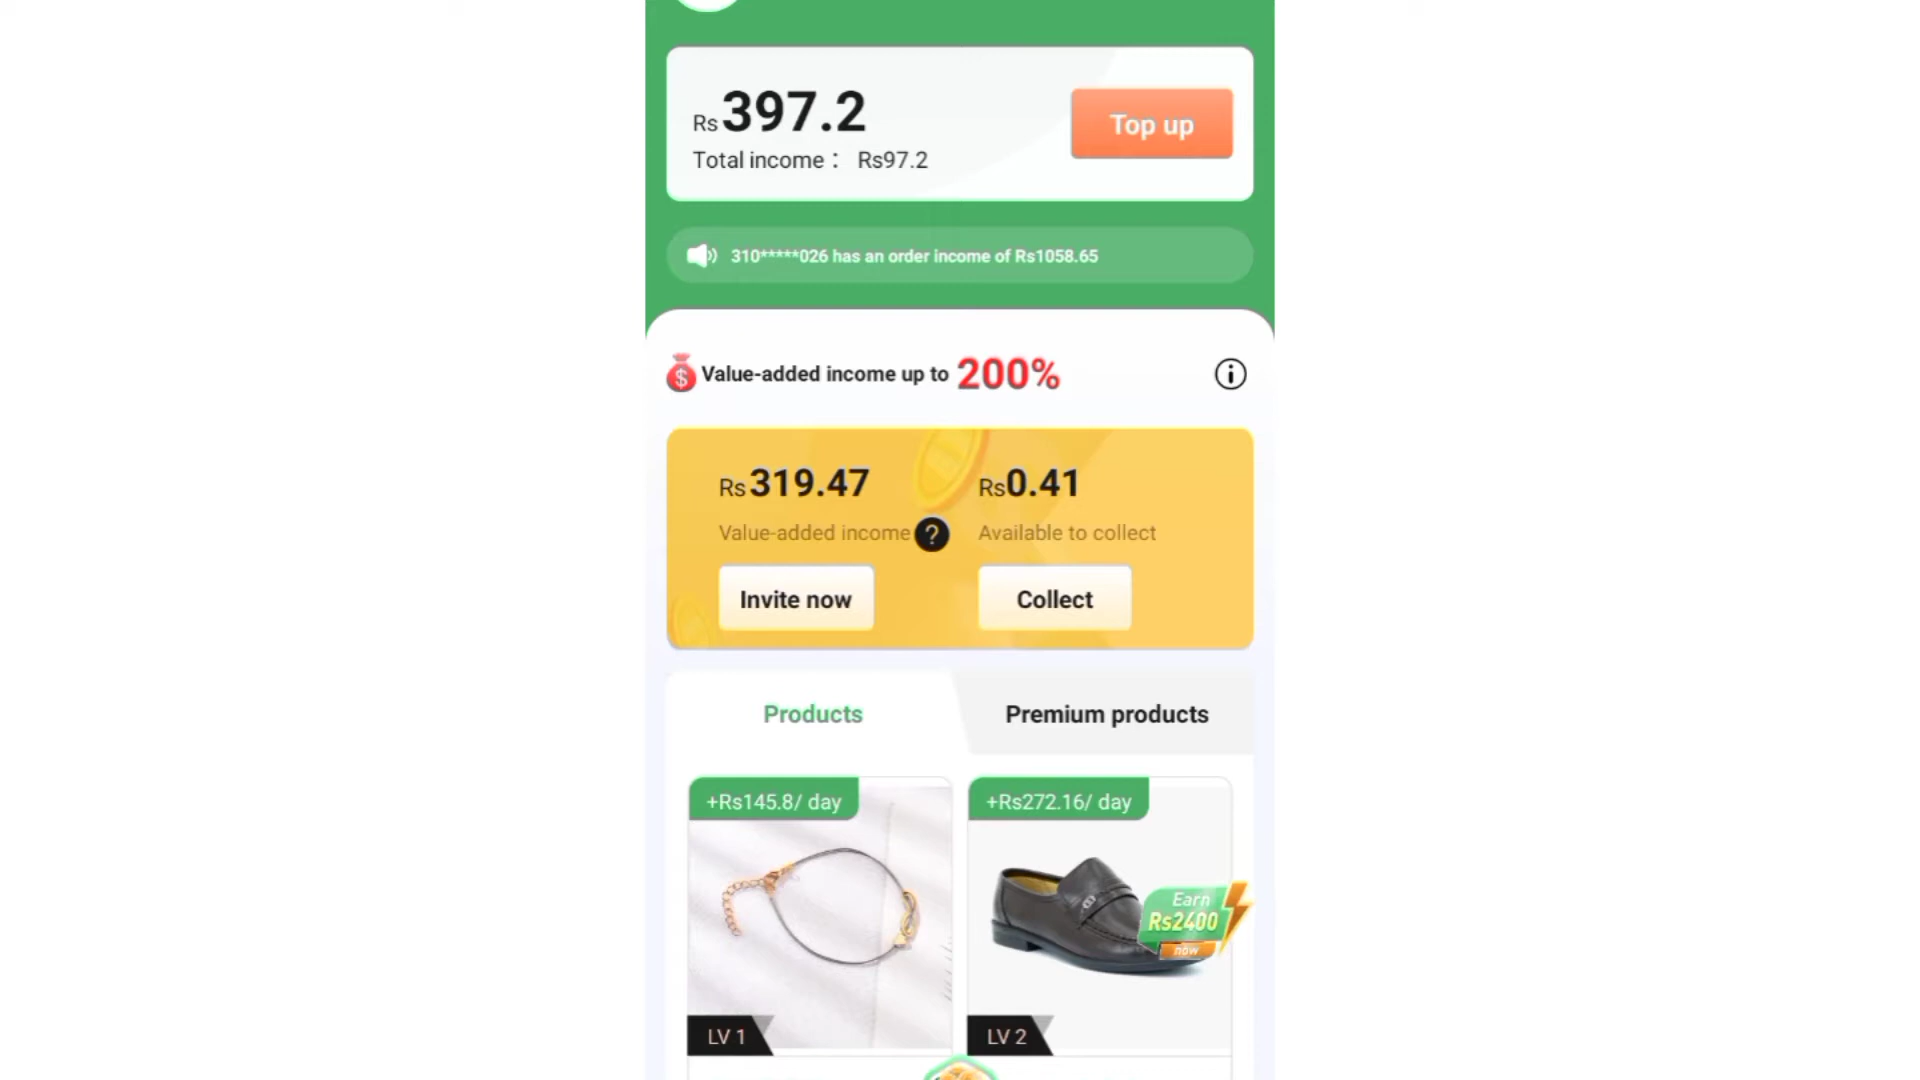 Rs397.2
Total income： Rs97.2
Top up
310*****026 has an order income of Rs1058.65
Value-added income up to 200%
Rs319.47
Value-added income ?
Invite now
Rs0.41
Available to collect
Collect
Products
Premium products
+Rs145.8/ day
LV 1
+Rs272.16/ day
Earn
Rs2400
now
LV 2